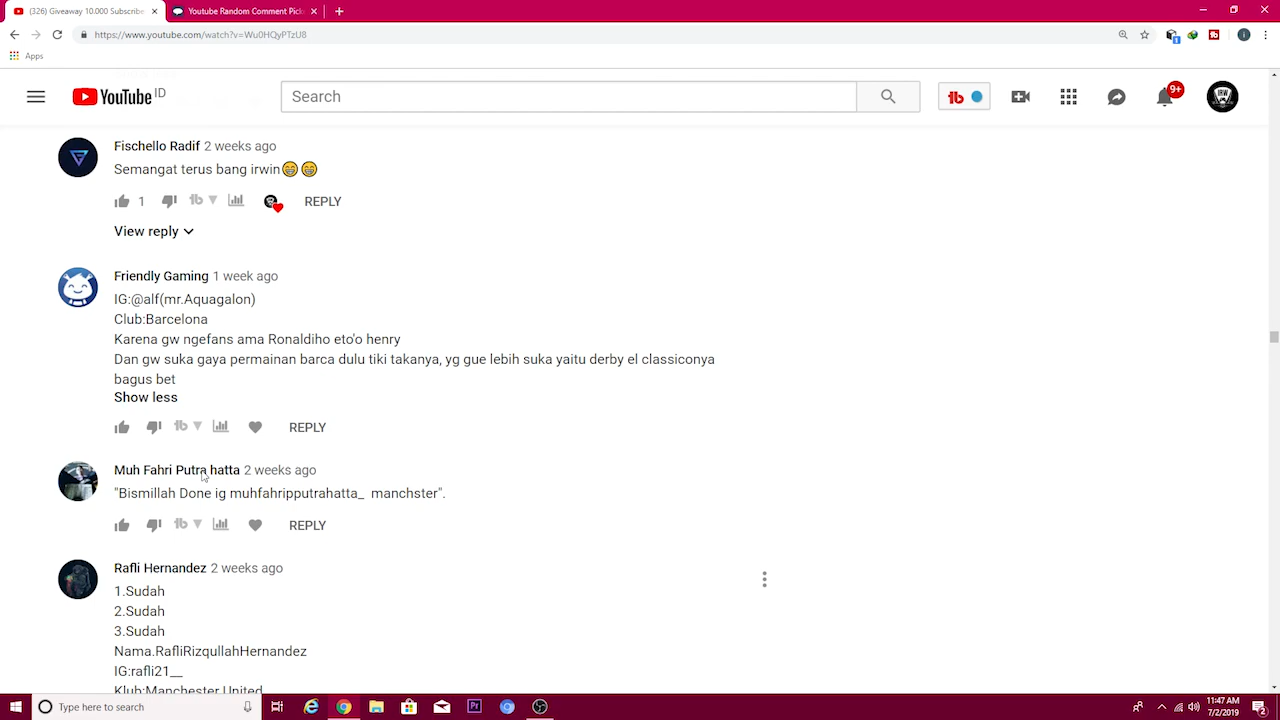 (326) Giveaway 10.000 Subscribe
Youtube Random Comment Pick
https://www.youtube.com/watch?v=Wu0HQyPTzU8
Apps
YouTube ID
Search
9+
Fischello Radif 2 weeks ago
Semangat terus bang irwin😁😁
1
REPLY
View reply
Friendly Gaming 1 week ago
IG:@alf(mr.Aquagalon)
Club:Barcelona
Karena gw ngefans ama Ronaldiho eto'o henry
Dan gw suka gaya permainan barca dulu tiki takanya, yg gue lebih suka yaitu derby el classiconya
bagus bet
Show less
REPLY
Muh Fahri Putra hatta 2 weeks ago
"Bismillah Done ig muhfahripputrahatta_ manchster".
REPLY
Rafli Hernandez 2 weeks ago
1.Sudah
2.Sudah
3.Sudah
Nama.RafliRizqullahHernandez
IG:rafli21__
Klub:Manchester United
Type here to search
11:47 AM
7/2/2019
2